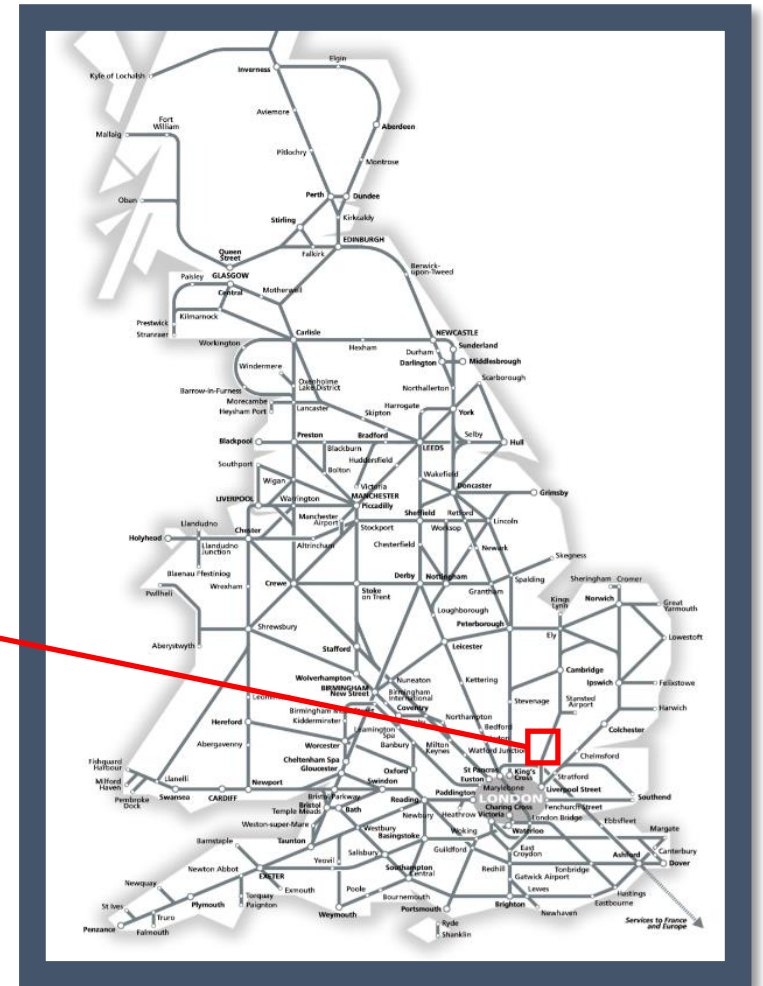 Elgin
Kyle of Lochalsh
Inverness
Aviemore
Fort
William
Mallaig
Aberdeen
Pitlochry
Montrose
Perth
Dundee
Oban
Stirling
Kirkcaldy
EDINBURGH
Queen
Street
Falkirk
Berwick-
upon-Tweed
Paisley
GLASGOW
Central
Motherwell
Kilmarnock
Prestwick
Stranraer
Carlisle
NEWCASTLE
Workington
Hexham
Sunderland
Durham
Darlington
Middlesbrough
Windermere
Oxenholme
Lake District
Scarborough
Barrow-in-Furness
Northallerton
Morecambe
Heysham Port
Lancaster
Harrogate
York
Skipton
Blackpool
Preston
Bradford
Selby
Hull
Blackburn
LEEDS
Southport
Huddersfield
Bolton
Wakefield
Wigan
Victoria
Doncaster
Grimsby
LIVERPOOL
Warrington
MANCHESTER
Piccadilly
Manchester
Airport
Sheffield
Retford
Lincoln
Llandudno
Stockport
Worksop
Holyhead
Chester
Llandudno
Junction
Altrincham
Chesterfield
Newark
Skegness
Blaenau Ffestiniog
Pwllheli
Wrexham
Crewe
Stoke
on Trent
Derby
Nottingham
Grantham
Spalding
Sheringham
Cromer
Kings
Lynn
Norwich
Great
Yarmouth
Loughborough
Peterborough
Shrewsbury
Ely
Lowestoft
Aberystwyth
Stafford
Leicester
Wolverhampton
Cambridge
BIRMINGHAM
New Street
Nuneaton
Kettering
Ipswich
Felixstowe
Birmingham
International
Stevenage
Stansted
Airport
Coventry
Harwich
Hereford
Birmingham
Kidderminster
Northampton
Colchester
Leamington
Spa
Bedford
Abergavenny
Worcester
Banbury
Milton
Keynes
Watford Junction
Chelmsford
Cheltenham Spa
Gloucester
Fishguard
Harbour
Oxford
St Pancras
Euston
King's
Cross
Stratford
Milford
Haven
Llanelli
Swindon
Marylebone
Liverpool Street
Pembroke
Dock
Swansea
CARDIFF
Newport
Bristol Parkway
Reading
Paddington
LONDON
Southend
Bristol
Temple Meads
Bath
Fenchurch Street
Charing Cross
Newbury
Heathrow
Victoria
London Bridge
Ebbsfleet
Weston-super-Mare
Westbury
Basingstoke
Woking
Waterloo
Margate
Barnstaple
Taunton
Salisbury
Guildford
East
Croydon
Canterbury
Yeovil
Ashford
Dover
Newton Abbot
Southampton
Central
Redhill
Tonbridge
EXETER
Gatwick Airport
Newquay
Exmouth
Poole
Lewes
Hastings
Torquay
Paignton
Bournemouth
Eastbourne
St Ives
Plymouth
Weymouth
Portsmouth
Brighton
Newhaven
Truro
Penzance
Falmouth
Ryde
Shanklin
Services to France
and Europe